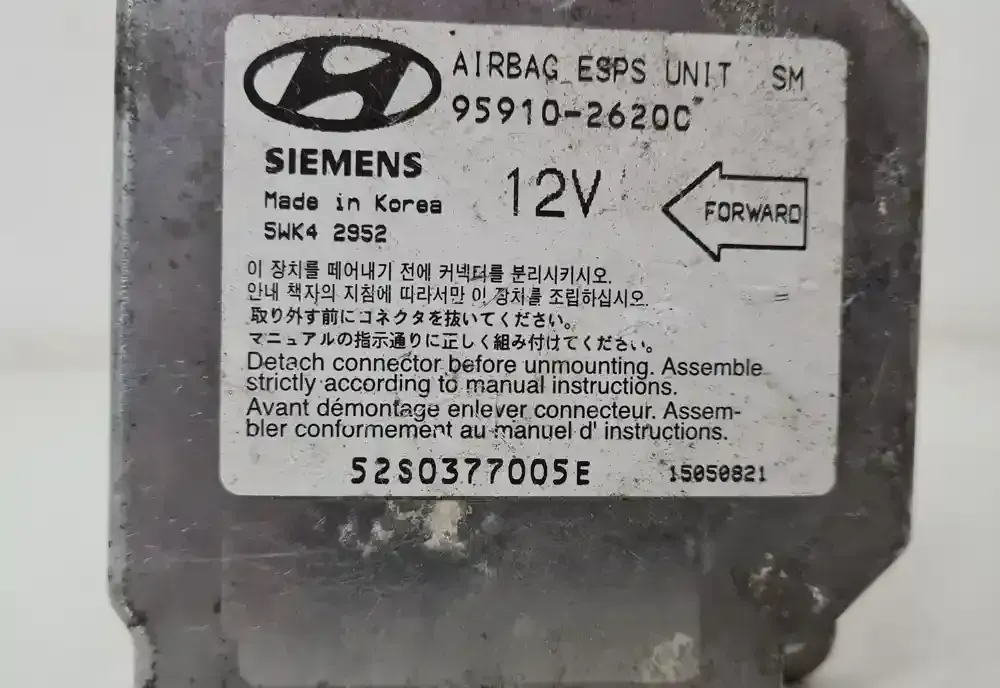 AIRBAG ESPS UNIT SM
95910-2620C
SIEMENS
12V
FORWARD
Made in Korea
5WK4 2952
이 장치를 떼어내기 전에 커넥터를 분리시키시오.
안내 책자의 지침에 따라서만 이 장치를 조립하십시오.
取り外す前にコネクタを抜いてください。
マニュアルの指示通りに正しく組み付けてください。
Detach connector before unmounting. Assemble
strictly according to manual instructions.
Avant démontage enlever connecteur. Assem-
bler conformement au manuel d' instructions.
52S0377005E 15050821